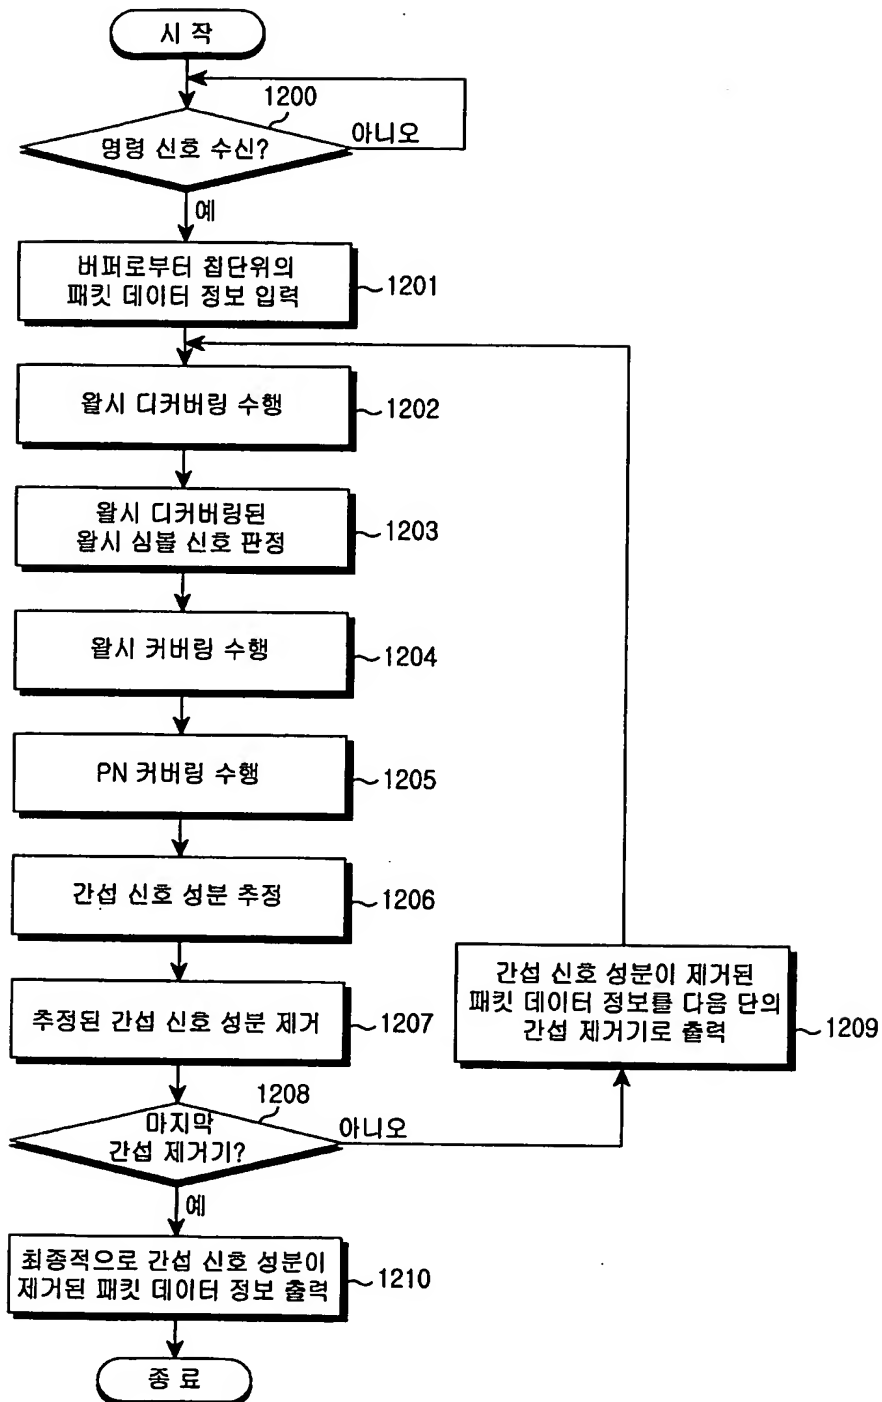 시 작
1200
명령 신호 수신?
아니오
예
버퍼로부터 칩단위의
패킷 데이터 정보 입력
1201
왈시 디커버링 수행
1202
왈시 디커버링된
왈시 심볼 신호 판정
1203
왈시 커버링 수행
1204
PN 커버링 수행
1205
간섭 신호 성분 추정
1206
추정된 간섭 신호 성분 제거
1207
간섭 신호 성분이 제거된
패킷 데이터 정보를 다음 단의
간섭 제거기로 출력
1209
1208
마지막
간섭 제거기?
아니오
예
최종적으로 간섭 신호 성분이
제거된 패킷 데이터 정보 출력
1210
종 료